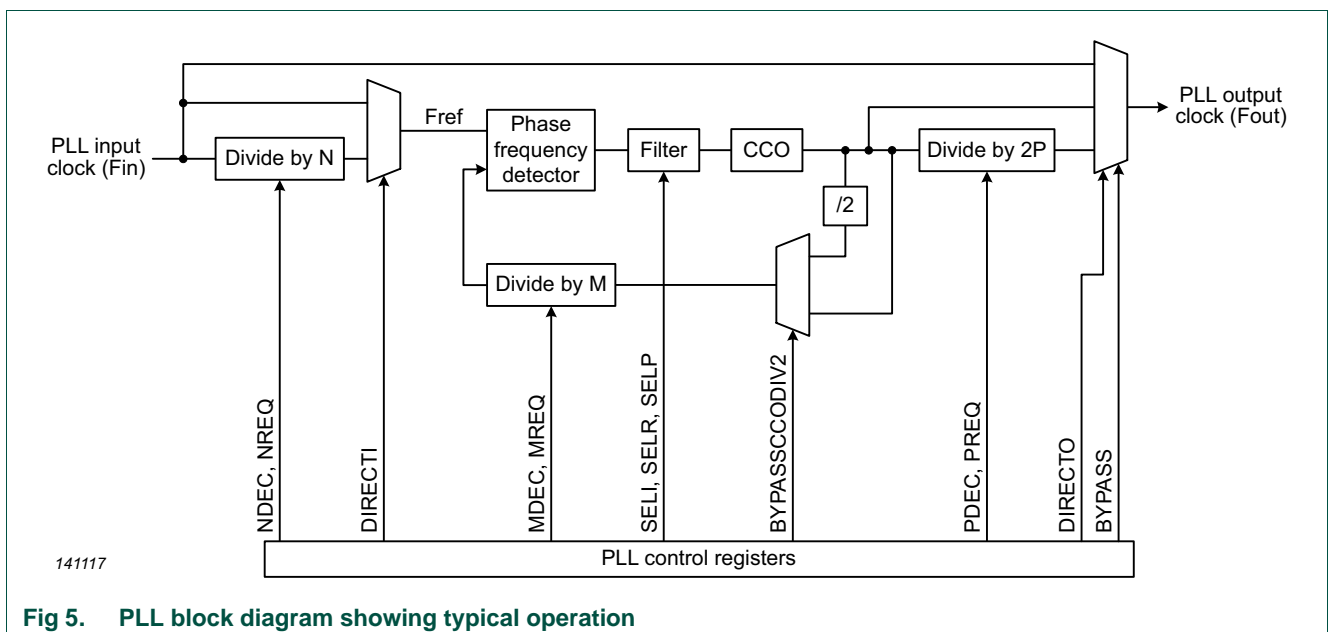 PLL input
clock (Fin)
Divide by N
Fref
Phase
frequency
detector
Filter
CCO
Divide by 2P
PLL output
clock (Fout)
/2
Divide by M
NDEC, NREQ
DIRECTI
MDEC, MREQ
SELI, SELR, SELP
BYPASSCCODIV2
PDEC, PREQ
DIRECTO
BYPASS
PLL control registers
141117
Fig 5. PLL block diagram showing typical operation